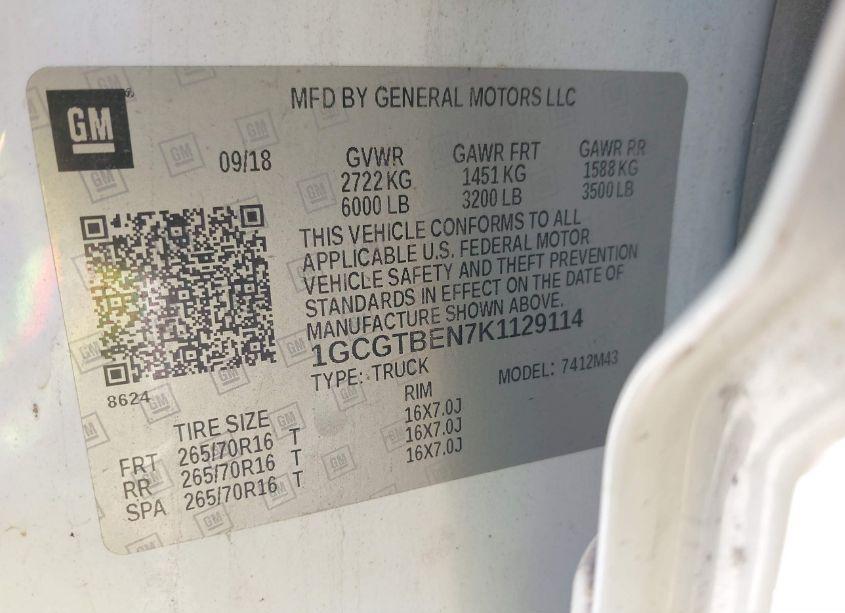 GM
MFD BY GENERAL MOTORS LLC
09/18 GVWR GAWR FRT GAWR RR
2722 KG 1451 KG 1588 KG
6000 LB 3200 LB 3500 LB
THIS VEHICLE CONFORMS TO ALL
APPLICABLE U.S. FEDERAL MOTOR
VEHICLE SAFETY AND THEFT PREVENTION
STANDARDS IN EFFECT ON THE DATE OF
MANUFACTURE SHOWN ABOVE.
1GCGTBEN7K1129114
TYPE: TRUCK MODEL: 7412M43
8624
TIRE SIZE RIM
FRT 265/70R16 T 16X7.0J
RR 265/70R16 T 16X7.0J
SPA 265/70R16 T 16X7.0J